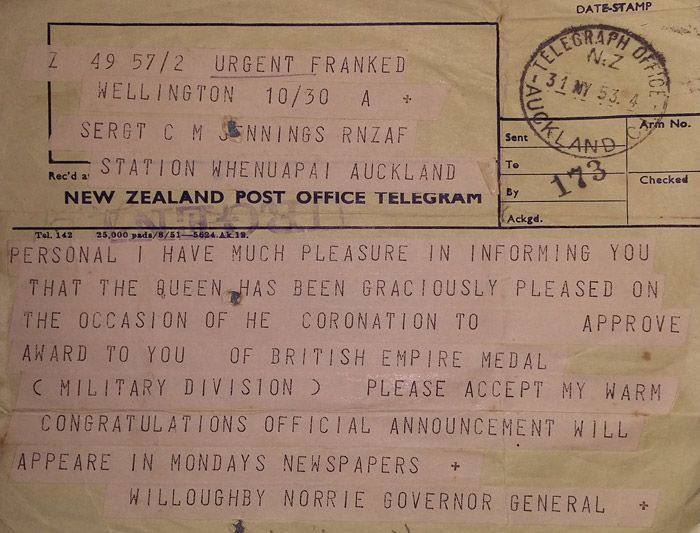 DATE-STAMP
Z 49 57/2 URGENT FRANKED
WELLINGTON 10/30 A +
SERGT C M JENNINGS RNZAF
STATION WHENUAPAI AUCKLAND
TELEGRAPH OFFICE
N.Z
31 MY 53.4
AUCKLAND C1
Rec'd at
Sent
To
By
Ackgd.
173
Arm No.
Checked
NEW ZEALAND POST OFFICE TELEGRAM
URGENT
Tel. 142 25,000 pads/8/51—5624.Ak.12.
PERSONAL I HAVE MUCH PLEASURE IN INFORMING YOU
THAT THE QUEEN HAS BEEN GRACIOUSLY PLEASED ON
THE OCCASION OF HE CORONATION TO APPROVE
AWARD TO YOU OF BRITISH EMPIRE MEDAL
( MILITARY DIVISION ) PLEASE ACCEPT MY WARM
CONGRATULATIONS OFFICIAL ANNOUNCEMENT WILL
APPEARE IN MONDAYS NEWSPAPERS +
WILLOUGHBY NORRIE GOVERNOR GENERAL +